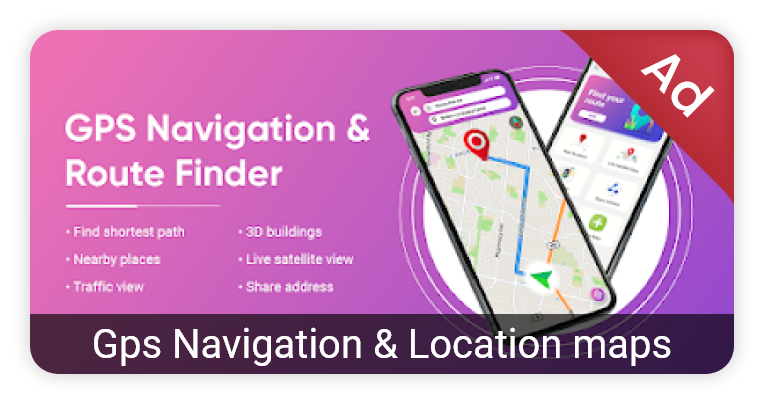 Ad
GPS Navigation &
Route Finder
• Find shortest path
• 3D buildings
• Nearby places
• Live satellite view
• Traffic view
• Share address
Find your
route
Gps Navigation & Location maps